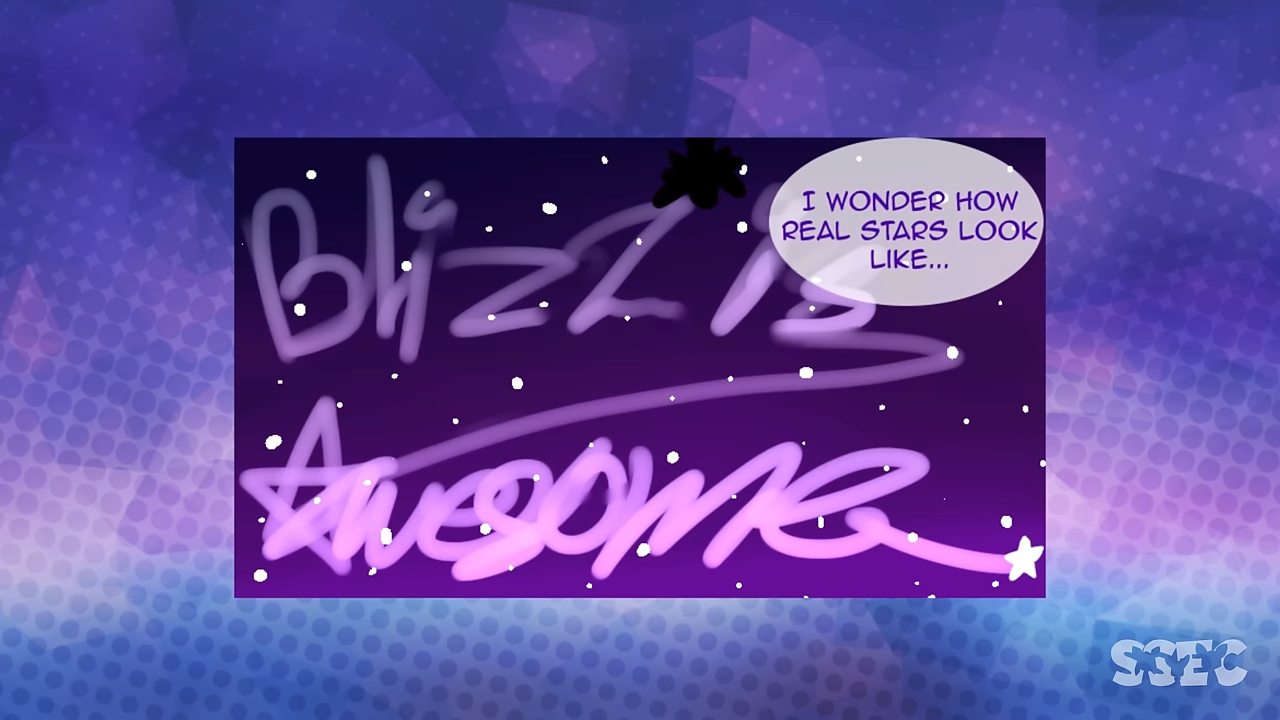 Blizz is
I WONDER HOW
REAL STARS LOOK
LIKE...
Awesome
SSEC